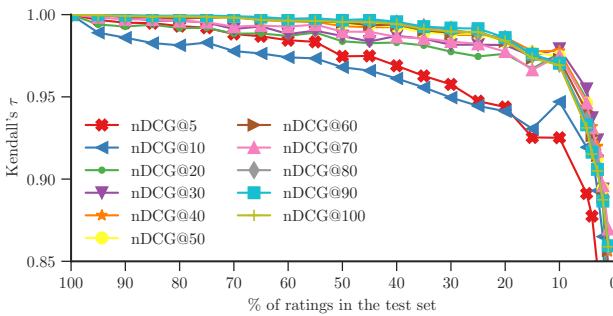 1.00
0.95
0.90
0.85
Kendall's τ
nDCG@5
nDCG@10
nDCG@20
nDCG@30
nDCG@40
nDCG@50
nDCG@60
nDCG@70
nDCG@80
nDCG@90
nDCG@100
100 90 80 70 60 50 40 30 20 10 0
% of ratings in the test set